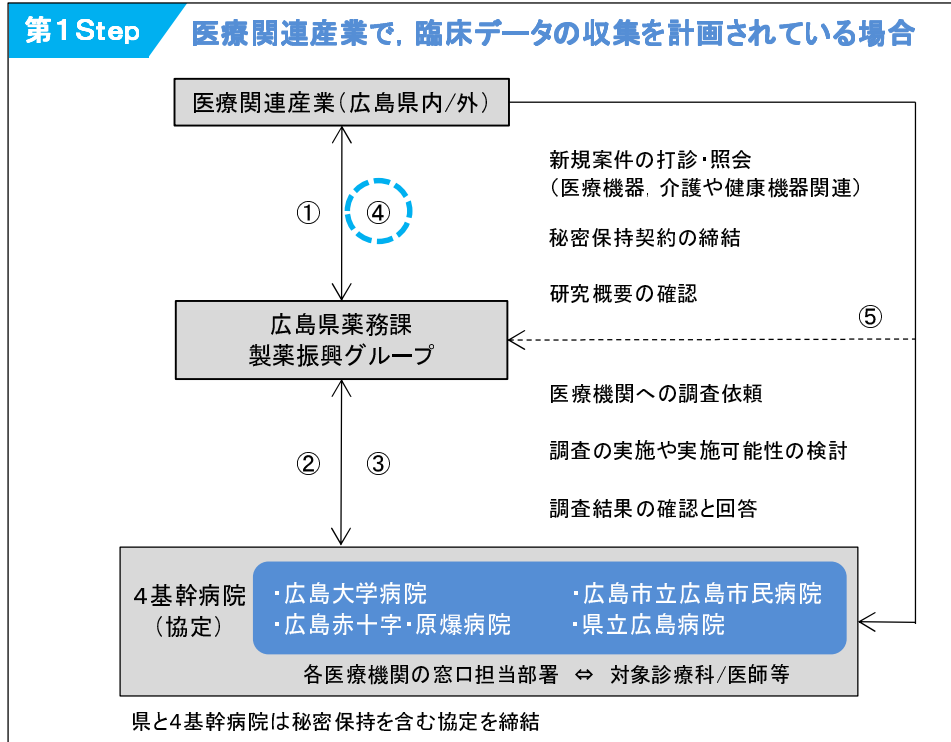 第1Step
医療関連産業で，臨床データの収集を計画されている場合
医療関連産業（広島県内/外）
新規案件の打診・照会
（医療機器，介護や健康機器関連）
① ④
秘密保持契約の締結
研究概要の確認
⑤
広島県薬務課
製薬振興グループ
医療機関への調査依頼
② ③
調査の実施や実施可能性の検討
調査結果の確認と回答
4基幹病院
（協定）
・広島大学病院
・広島市立広島市民病院
・広島赤十字・原爆病院
・県立広島病院
各医療機関の窓口担当部署 ⇔ 対象診療科/医師等
県と4基幹病院は秘密保持を含む協定を締結